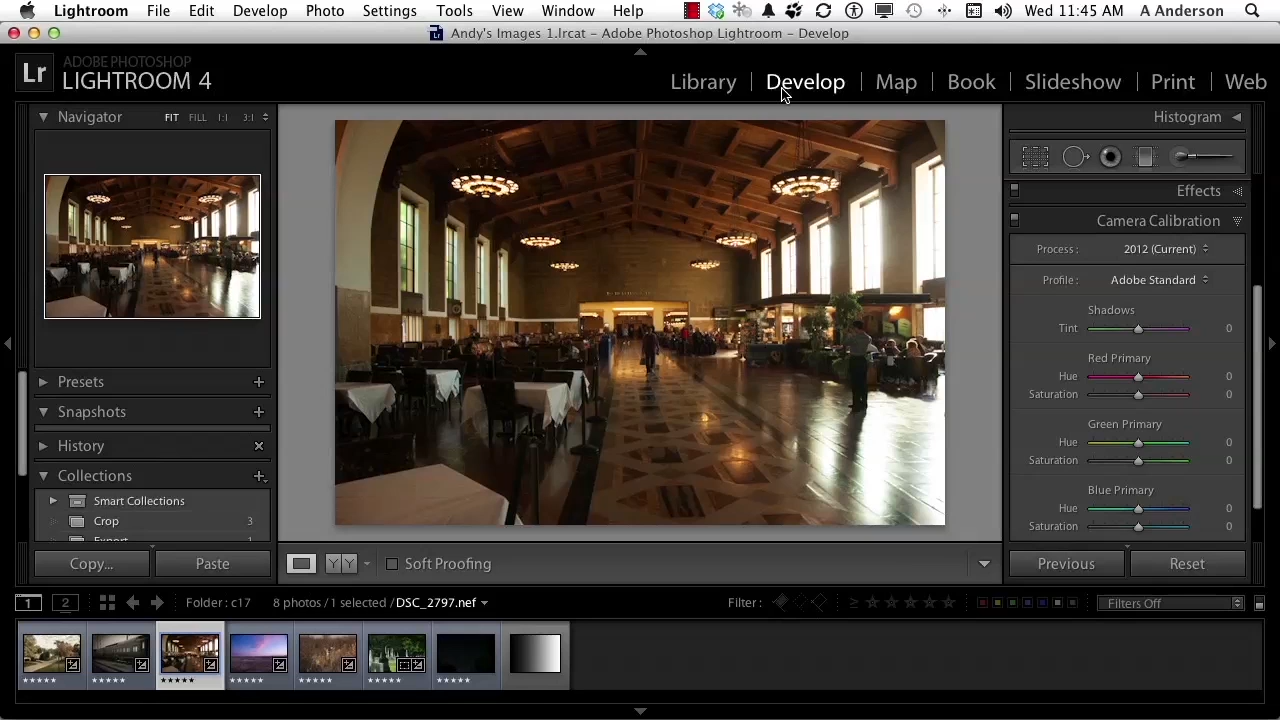 Lightroom File Edit Develop Photo Settings Tools View Window Help Wed 11:45 AM A Anderson
Andy's Images 1.lrcat – Adobe Photoshop Lightroom – Develop
Lr ADOBE PHOTOSHOP
LIGHTROOM 4
Library | Develop | Map | Book | Slideshow | Print | Web
Navigator FIT FILL 1:1 3:1
Presets
Snapshots
History
Collections
Smart Collections
Crop 3
Export 1
Copy... Paste
YY Soft Proofing
Histogram
Effects
Camera Calibration
Process : 2012 (Current)
Profile : Adobe Standard
Shadows
Tint 0
Red Primary
Hue 0
Saturation 0
Green Primary
Hue 0
Saturation 0
Blue Primary
Hue 0
Saturation 0
Previous Reset
1 2 Folder : c17 8 photos / 1 selected / DSC_2797.nef Filter : Filters Off